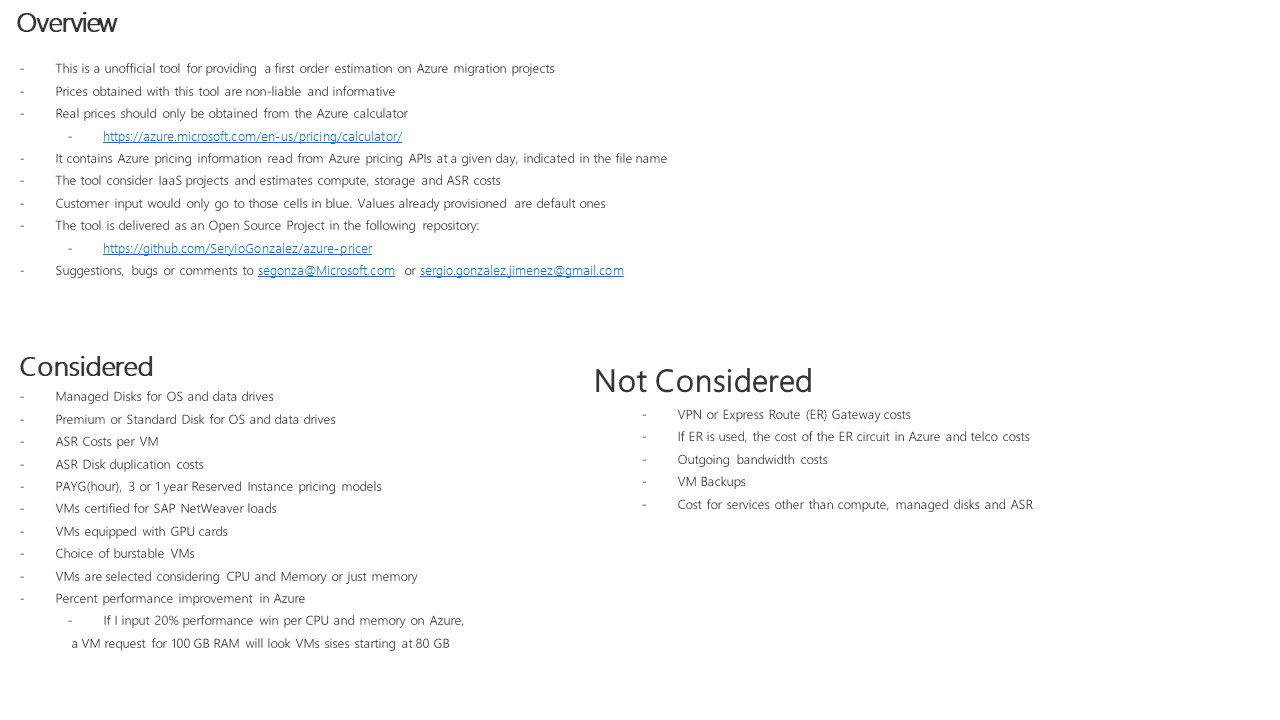 Overview
- This is a unofficial tool for providing a first order estimation on Azure migration projects
- Prices obtained with this tool are non-liable and informative
- Real prices should only be obtained from the Azure calculator
- https://azure.microsoft.com/en-us/pricing/calculator/
- It contains Azure pricing information read from Azure pricing APIs at a given day, indicated in the file name
- The tool consider IaaS projects and estimates compute, storage and ASR costs
- Customer input would only go to those cells in blue. Values already provisioned are default ones
- The tool is delivered as an Open Source Project in the following repository:
- https://github.com/SeryioGonzalez/azure-pricer
- Suggestions, bugs or comments to segonza@Microsoft.com or sergio.gonzalez.jimenez@gmail.com
Considered
- Managed Disks for OS and data drives
- Premium or Standard Disk for OS and data drives
- ASR Costs per VM
- ASR Disk duplication costs
- PAYG(hour), 3 or 1 year Reserved Instance pricing models
- VMs certified for SAP NetWeaver loads
- VMs equipped with GPU cards
- Choice of burstable VMs
- VMs are selected considering CPU and Memory or just memory
- Percent performance improvement in Azure
- If I input 20% performance win per CPU and memory on Azure,
a VM request for 100 GB RAM will look VMs sises starting at 80 GB
Not Considered
- VPN or Express Route (ER) Gateway costs
- If ER is used, the cost of the ER circuit in Azure and telco costs
- Outgoing bandwidth costs
- VM Backups
- Cost for services other than compute, managed disks and ASR